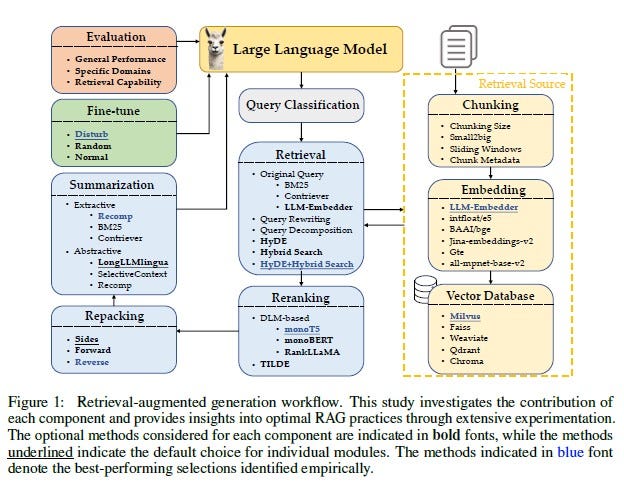 Evaluation
• General Performance
• Specific Domains
• Retrieval Capability
Large Language Model
Fine-tune
• Disturb
• Random
• Normal
Query Classification
Retrieval Source
Chunking
• Chunking Size
• Small2big
• Sliding Windows
• Chunk Metadata
Summarization
• Extractive
• Recomp
• BM25
• Contriever
• Abstractive
• LongLLMlingua
• SelectiveContext
• Recomp
Retrieval
• Original Query
• BM25
• Contriever
• LLM-Embedder
• Query Rewriting
• Query Decomposition
• HyDE
• Hybrid Search
• HyDE+Hybrid Search
Embedding
• LLM-Embedder
• intfloat/e5
• BAAI/bge
• Jina-embeddings-v2
• Gte
• all-mpnet-base-v2
Repacking
• Sides
• Forward
• Reverse
Reranking
• DLM-based
• monoT5
• monoBERT
• RankLLaMA
• TILDE
Vector Database
• Milvus
• Faiss
• Weaviate
• Qdrant
• Chroma
Figure 1: Retrieval-augmented generation workflow. This study investigates the contribution of
each component and provides insights into optimal RAG practices through extensive experimentation.
The optional methods considered for each component are indicated in bold fonts, while the methods
underlined indicate the default choice for individual modules. The methods indicated in blue font
denote the best-performing selections identified empirically.